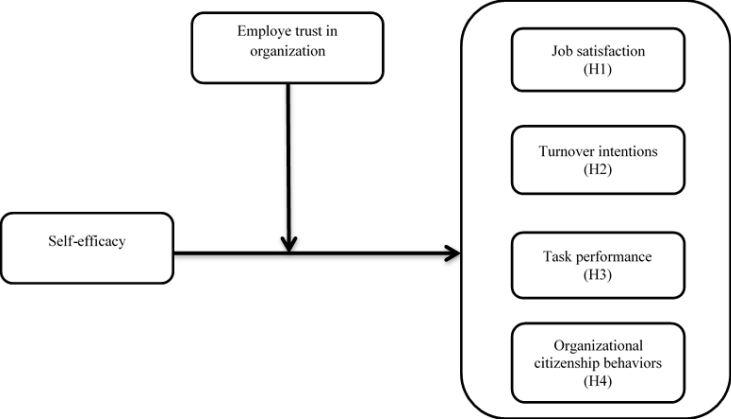 Employe trust in
organization
Job satisfaction
(H1)
Turnover intentions
(H2)
Self-efficacy
Task performance
(H3)
Organizational
citizenship behaviors
(H4)